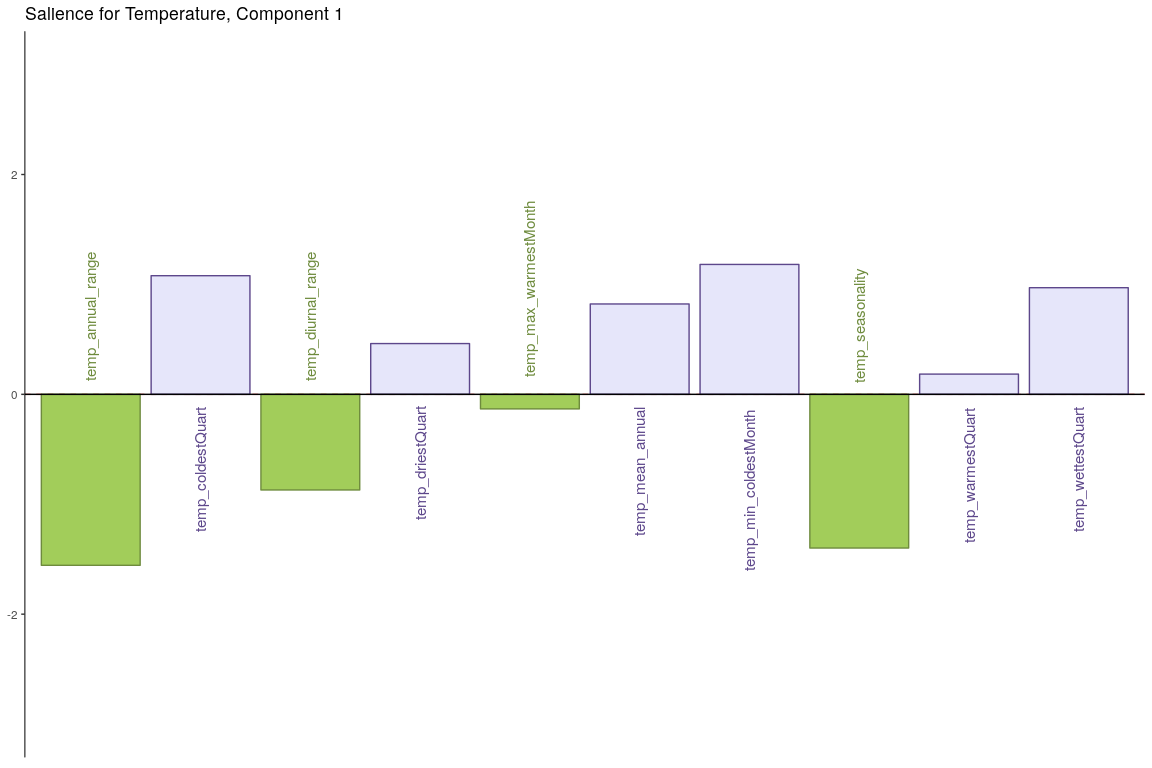 Sallence for Temperature, Component 1
2
0
-2
temp_annual_range
temp_coldestQuart
temp_diurnal_range
temp_driestQuart
temp_max_warmestMonth
temp_mean_annual
temp_min_coldestMonth
temp_seasonality
temp_warmestQuart
temp_wettestQuart